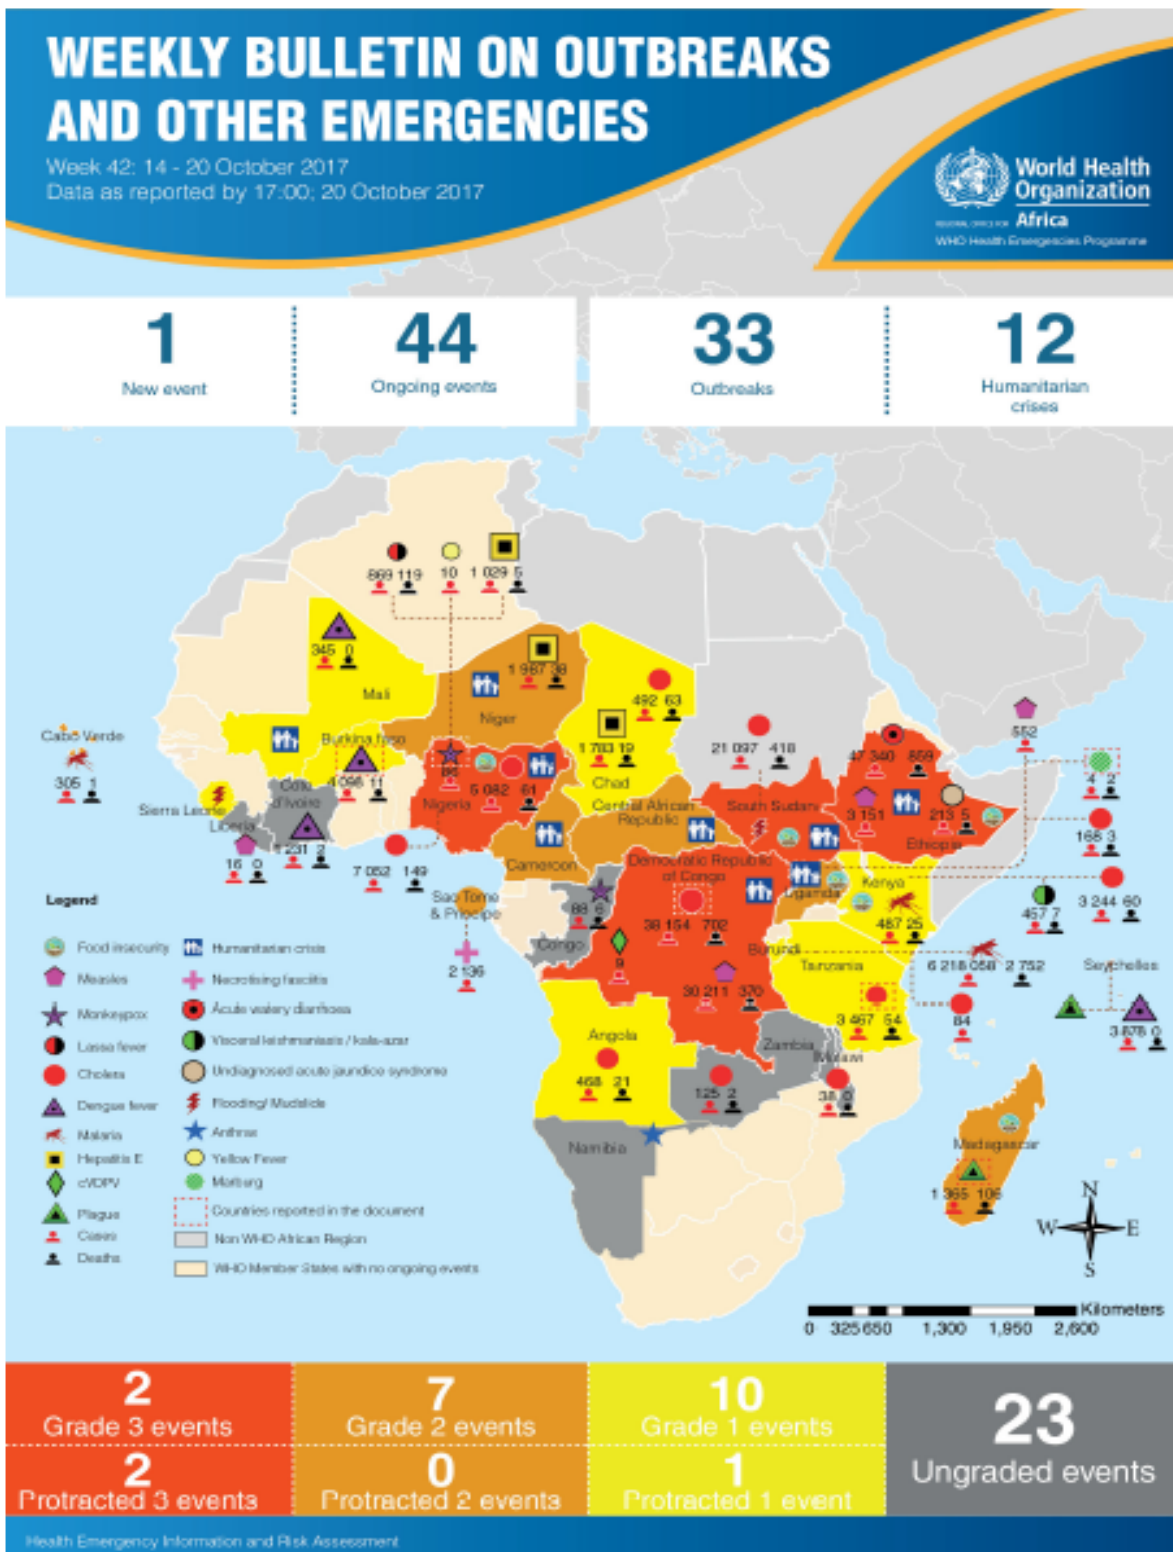 WEEKLY BULLETIN ON OUTBREAKS
AND OTHER EMERGENCIES
Week 42: 14 - 20 October 2017
Data as reported by 17:00; 20 October 2017
World Health
Organization
REGIONAL OFFICE FOR Africa
WHO Health Emergencies Programme
1
New event
44
Ongoing events
33
Outbreaks
12
Humanitarian
crises
869 119
10
1 029 5
345 0
Mali
1 987 38
Niger
492 63
1 783 19
Chad
21 097 418
47 340 859
552
4 2
Cabo Verde
305 1
Burkina faso
4 098 11
86
5 082 61
Nigeria
Central African
Republic
South Sudan
3 151
213 5
Ethiopia
168 3
Sierra Leone
Liberia
16 0
Côte
d'Ivoire
1 231 2
7 052 149
Cameroon
Democratic Republic
of Congo
Uganda
Kenya
487 25
457 7
3 244 60
Sao Tome
& Principe
2 136
88 6
Congo
38 154 702
9
30 211 370
Burundi
Tanzania
6 218 058 2 752
Seychelles
3 467 54
84
3 878 0
Angola
468 21
Zambia
Malawi
125 2
38 0
Namibia
Madagascar
1 365 106
Legend
Food insecurity
Humanitarian crisis
Measles
Necrotising fasciitis
Monkeypox
Acute watery diarrhoea
Lassa fever
Visceral leishmaniasis / kala-azar
Cholera
Undiagnosed acute jaundice syndrome
Dengue fever
Flooding/ Mudslide
Malaria
Anthrax
Hepatitis E
Yellow Fever
cVDPV
Marburg
Plague
Countries reported in the document
Cases
Non WHO African Region
Deaths
WHO Member States with no ongoing events
N
W
E
S
Kilometers
0 325 650 1,300 1,950 2,600
2
Grade 3 events
7
Grade 2 events
10
Grade 1 events
23
Ungraded events
2
Protracted 3 events
0
Protracted 2 events
1
Protracted 1 event
Health Emergency Information and Risk Assessment